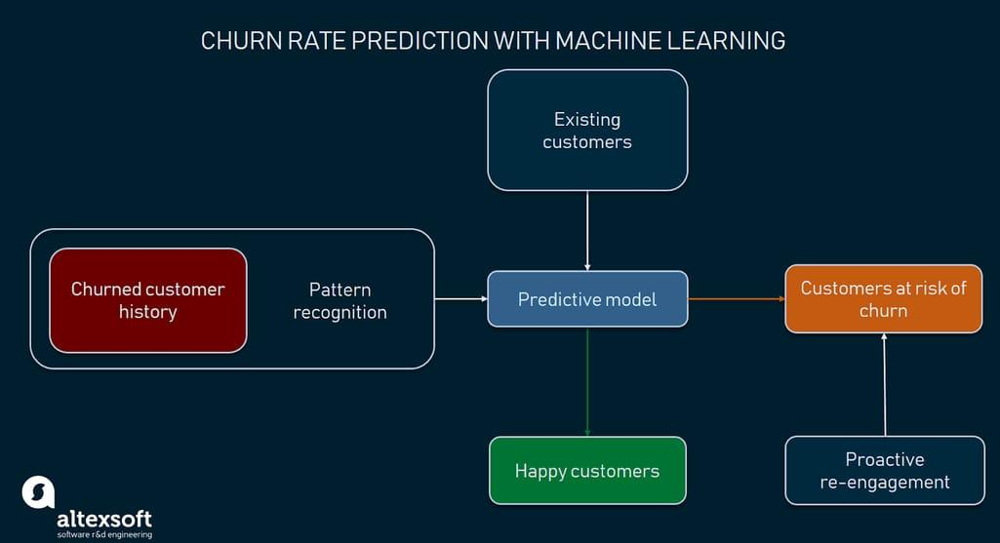 CHURN RATE PREDICTION WITH MACHINE LEARNING
Existing
customers
Churned customer
history
Pattern
recognition
Predictive model
Customers at risk of
churn
Happy customers
Proactive
re-engagement
altexsoft
software r&d engineering